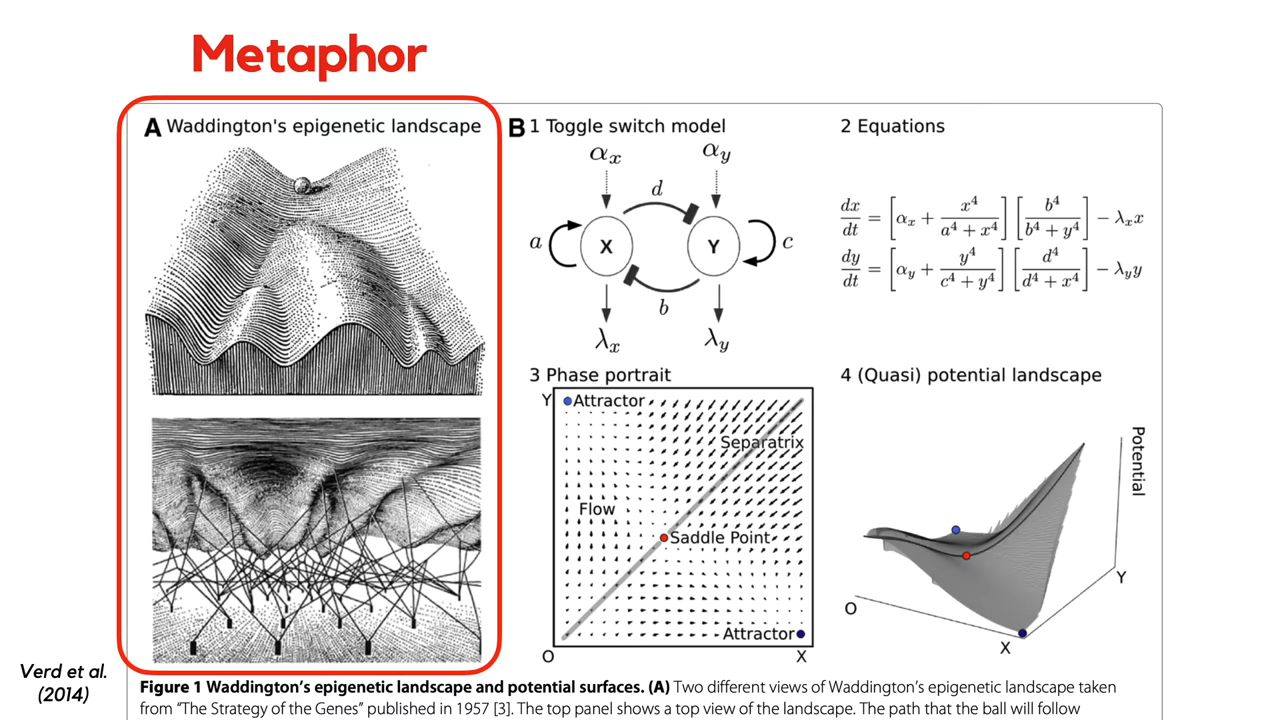 Metaphor
A Waddington's epigenetic landscape
B 1 Toggle switch model
αx
αy
d
a
X
Y
c
b
λx
λy
2 Equations
dx/dt = [αx + x⁴/(a⁴ + x⁴)] [b⁴/(b⁴ + y⁴)] − λx x
dy/dt = [αy + y⁴/(c⁴ + y⁴)] [d⁴/(d⁴ + x⁴)] − λy y
3 Phase portrait
Y
Attractor
Separatrix
Flow
Saddle Point
Attractor
O
X
4 (Quasi) potential landscape
Potential
Y
O
X
Verd et al.
(2014)
Figure 1 Waddington’s epigenetic landscape and potential surfaces. (A) Two different views of Waddington’s epigenetic landscape taken
from “The Strategy of the Genes” published in 1957 [3]. The top panel shows a top view of the landscape. The path that the ball will follow